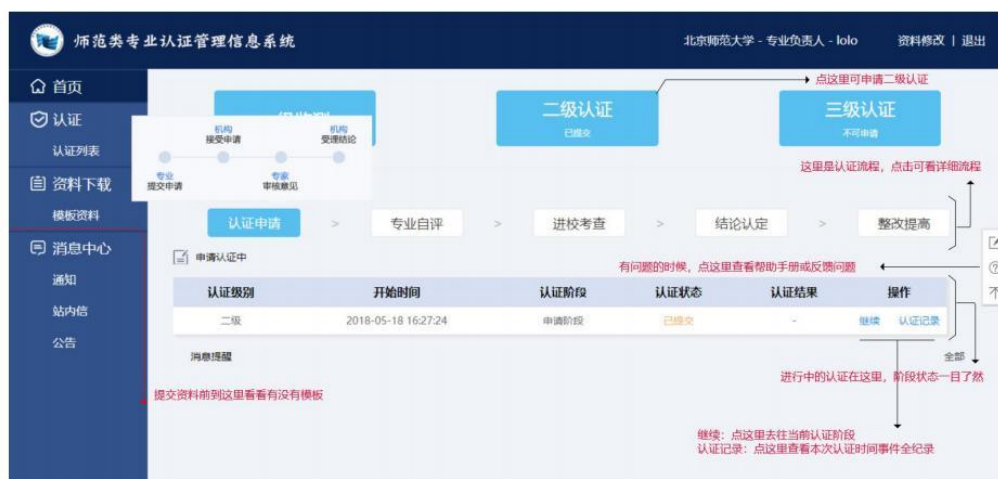 师范类专业认证管理信息系统
北京师范大学 - 专业负责人 - lolo 资料修改 | 退出
首页
认证
认证列表
资料下载
模板资料
消息中心
通知
站内信
公告
二级认证
已提交
三级认证
不可申请
点这里可申请二级认证
机构
接受申请
机构
受理结论
专业
提交申请
专家
审核意见
这里是认证流程，点击可看详细流程
认证申请 > 专业自评 > 进校考查 > 结论认定 > 整改提高
申请认证中
有问题的时候，点这里查看帮助手册或反馈问题
认证级别 开始时间 认证阶段 认证状态 认证结果 操作
二级 2018-05-18 16:27:24 申请阶段 已提交 - 继续 认证记录
消息提醒 全部
进行中的认证在这里，阶段状态一目了然
提交资料前到这里看看有没有模板
继续：点这里去往当前认证阶段
认证记录：点这里查看本次认证时间事件全纪录